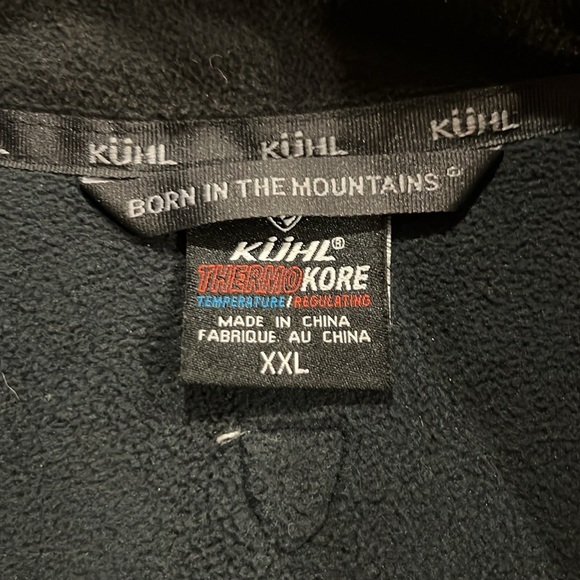 KÜHL KÜHL KÜHL
BORN IN THE MOUNTAINS
KÜHL®
THERMOKORE
TEMPERATURE/REGULATING
MADE IN CHINA
FABRIQUE AU CHINA
XXL